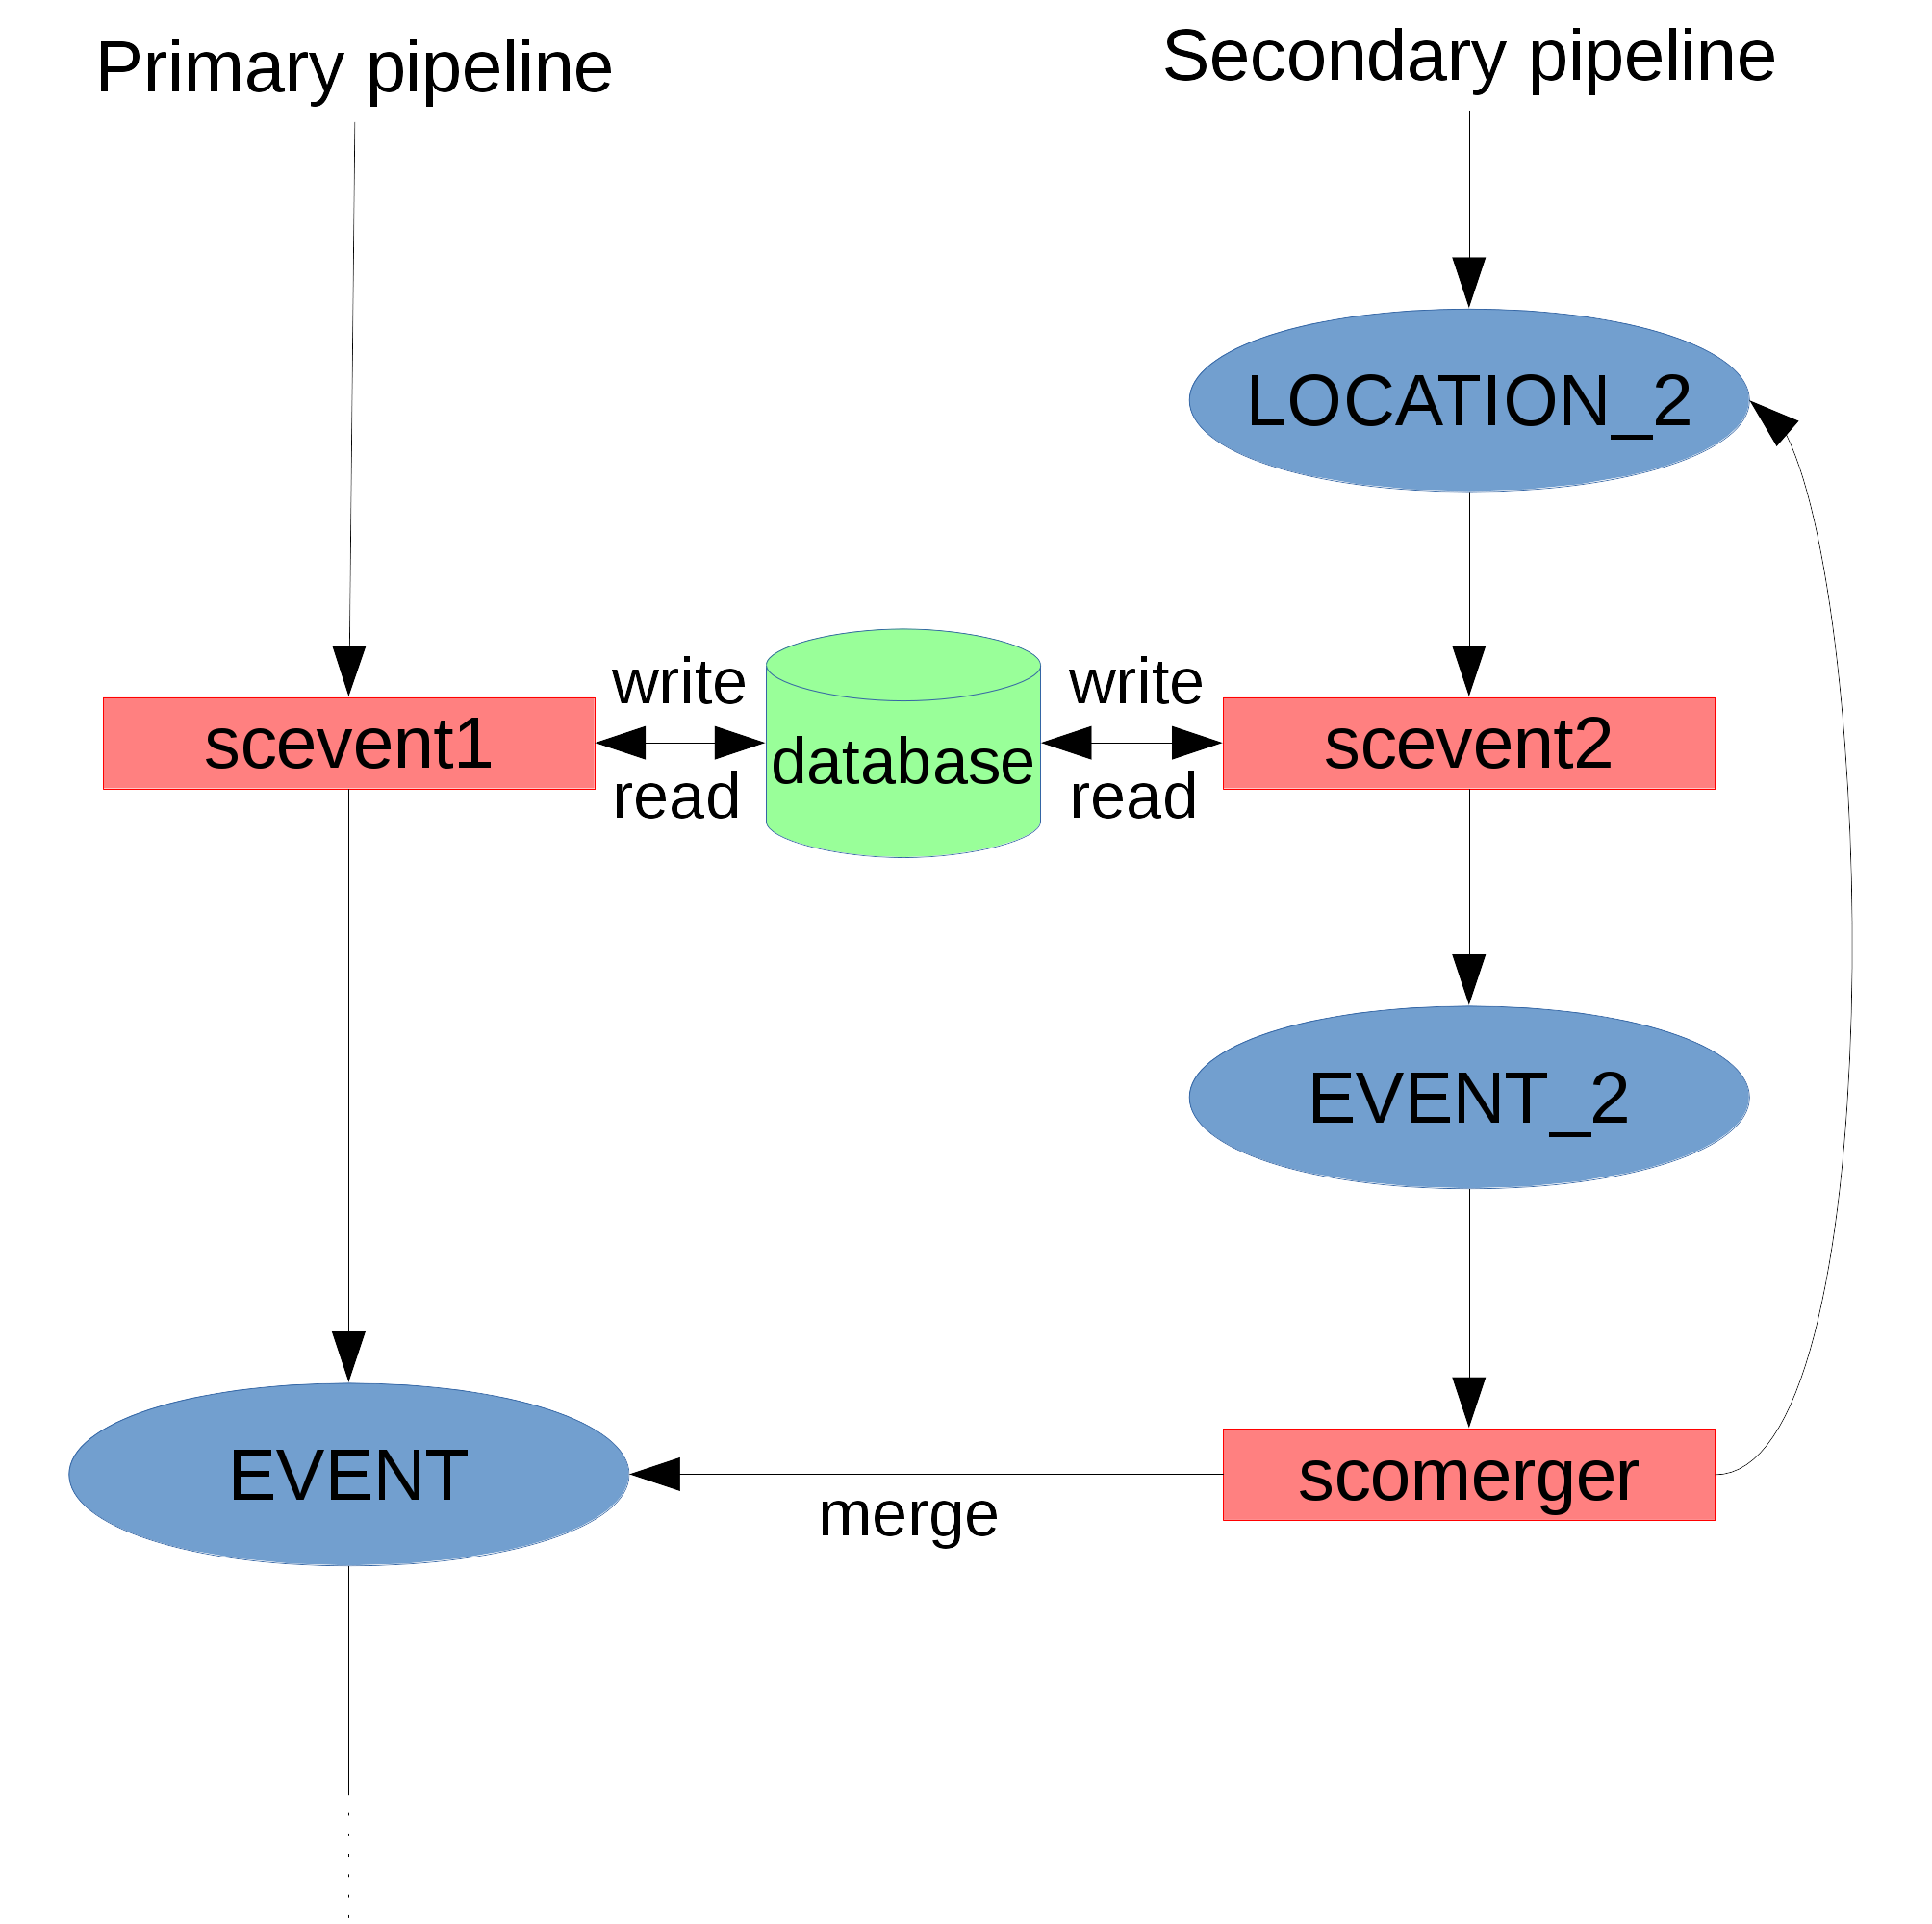 Primary pipeline
Secondary pipeline
LOCATION_2
scevent1
write
read
database
write
read
scevent2
EVENT_2
EVENT
merge
scomerger